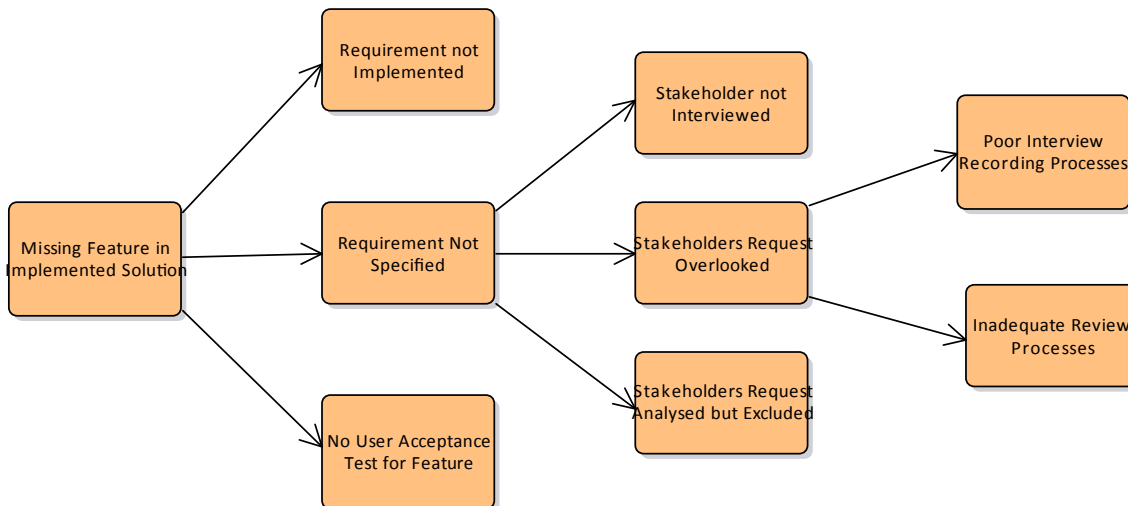 Requirement not
Implemented
Stakeholder not
Interviewed
Poor Interview
Recording Processes
Missing Feature in
Implemented Solution
Requirement Not
Specified
Stakeholders Request
Overlooked
Inadequate Review
Processes
Stakeholders Request
Analysed but Excluded
No User Acceptance
Test for Feature